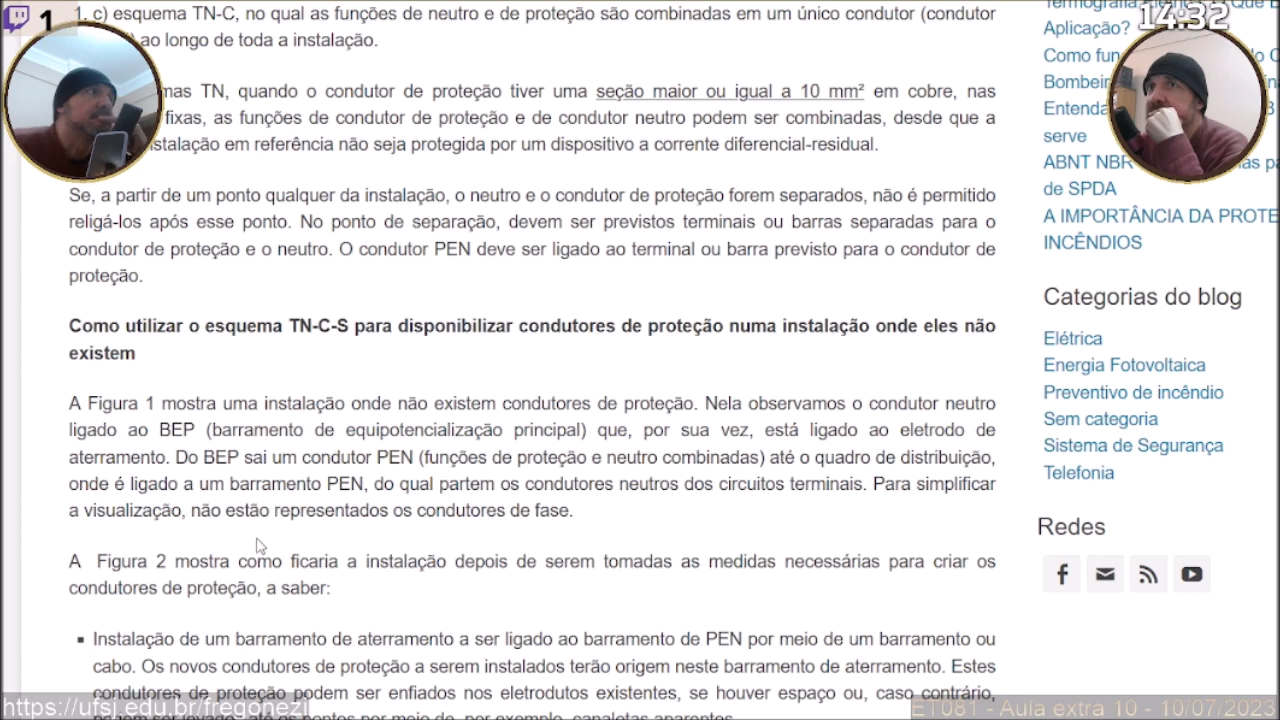 1
1. c) esquema TN-C, no qual as funções de neutro e de proteção são combinadas em um único condutor (condutor
ao longo de toda a instalação.
mas TN, quando o condutor de proteção tiver uma seção maior ou igual a 10 mm² em cobre, nas
fixas, as funções de condutor de proteção e de condutor neutro podem ser combinadas, desde que a
stalação em referência não seja protegida por um dispositivo a corrente diferencial-residual.
Se, a partir de um ponto qualquer da instalação, o neutro e o condutor de proteção forem separados, não é permitido
religá-los após esse ponto. No ponto de separação, devem ser previstos terminais ou barras separadas para o
condutor de proteção e o neutro. O condutor PEN deve ser ligado ao terminal ou barra previsto para o condutor de
proteção.
Como utilizar o esquema TN-C-S para disponibilizar condutores de proteção numa instalação onde eles não
existem
A Figura 1 mostra uma instalação onde não existem condutores de proteção. Nela observamos o condutor neutro
ligado ao BEP (barramento de equipotencialização principal) que, por sua vez, está ligado ao eletrodo de
aterramento. Do BEP sai um condutor PEN (funções de proteção e neutro combinadas) até o quadro de distribuição,
onde é ligado a um barramento PEN, do qual partem os condutores neutros dos circuitos terminais. Para simplificar
a visualização, não estão representados os condutores de fase.
A Figura 2 mostra como ficaria a instalação depois de serem tomadas as medidas necessárias para criar os
condutores de proteção, a saber:
▪ Instalação de um barramento de aterramento a ser ligado ao barramento de PEN por meio de um barramento ou
cabo. Os novos condutores de proteção a serem instalados terão origem neste barramento de aterramento. Estes
condutores de proteção podem ser enfiados nos eletrodutos existentes, se houver espaço ou, caso contrário,
por meio de, por exemplo, canaletas aparentes.
14:32
Aplicação?
Como fun
Bombei
Entenda
serve
ABNT NBR
de SPDA
A IMPORTÂNCIA DA PROTE
INCÊNDIOS
Categorias do blog
Elétrica
Energia Fotovoltaica
Preventivo de incêndio
Sem categoria
Sistema de Segurança
Telefonia
Redes
https://ufsj.edu.br/fregonezi
ET081 - Aula extra 10 - 10/07/2023